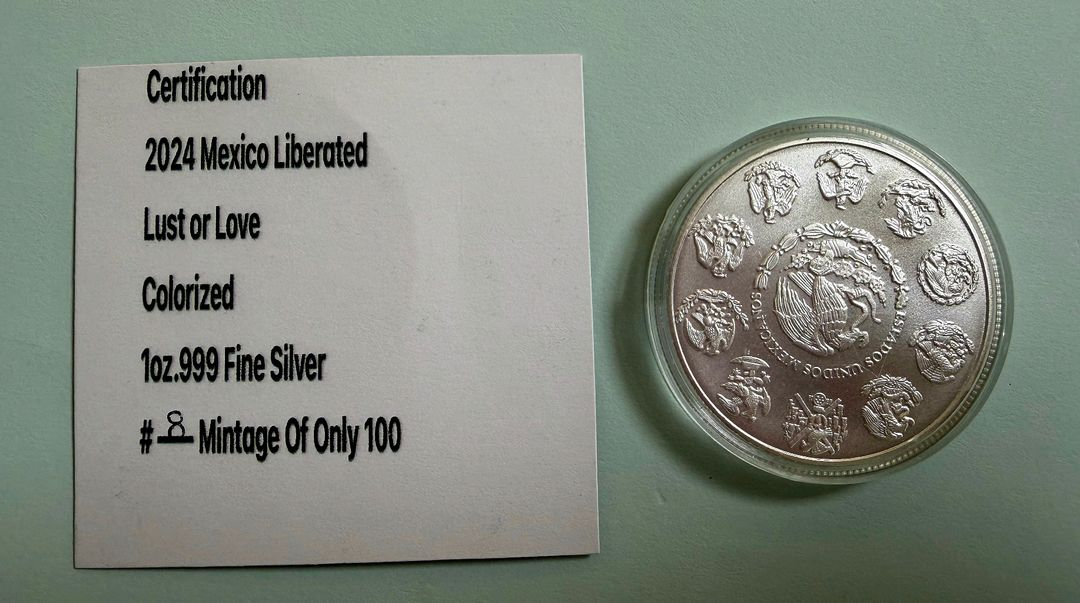 Certification
2024 Mexico Liberated
Lust or Love
Colorized
1oz.999 Fine Silver
# 8 Mintage Of Only 100
ESTADOS UNIDOS MEXICANOS